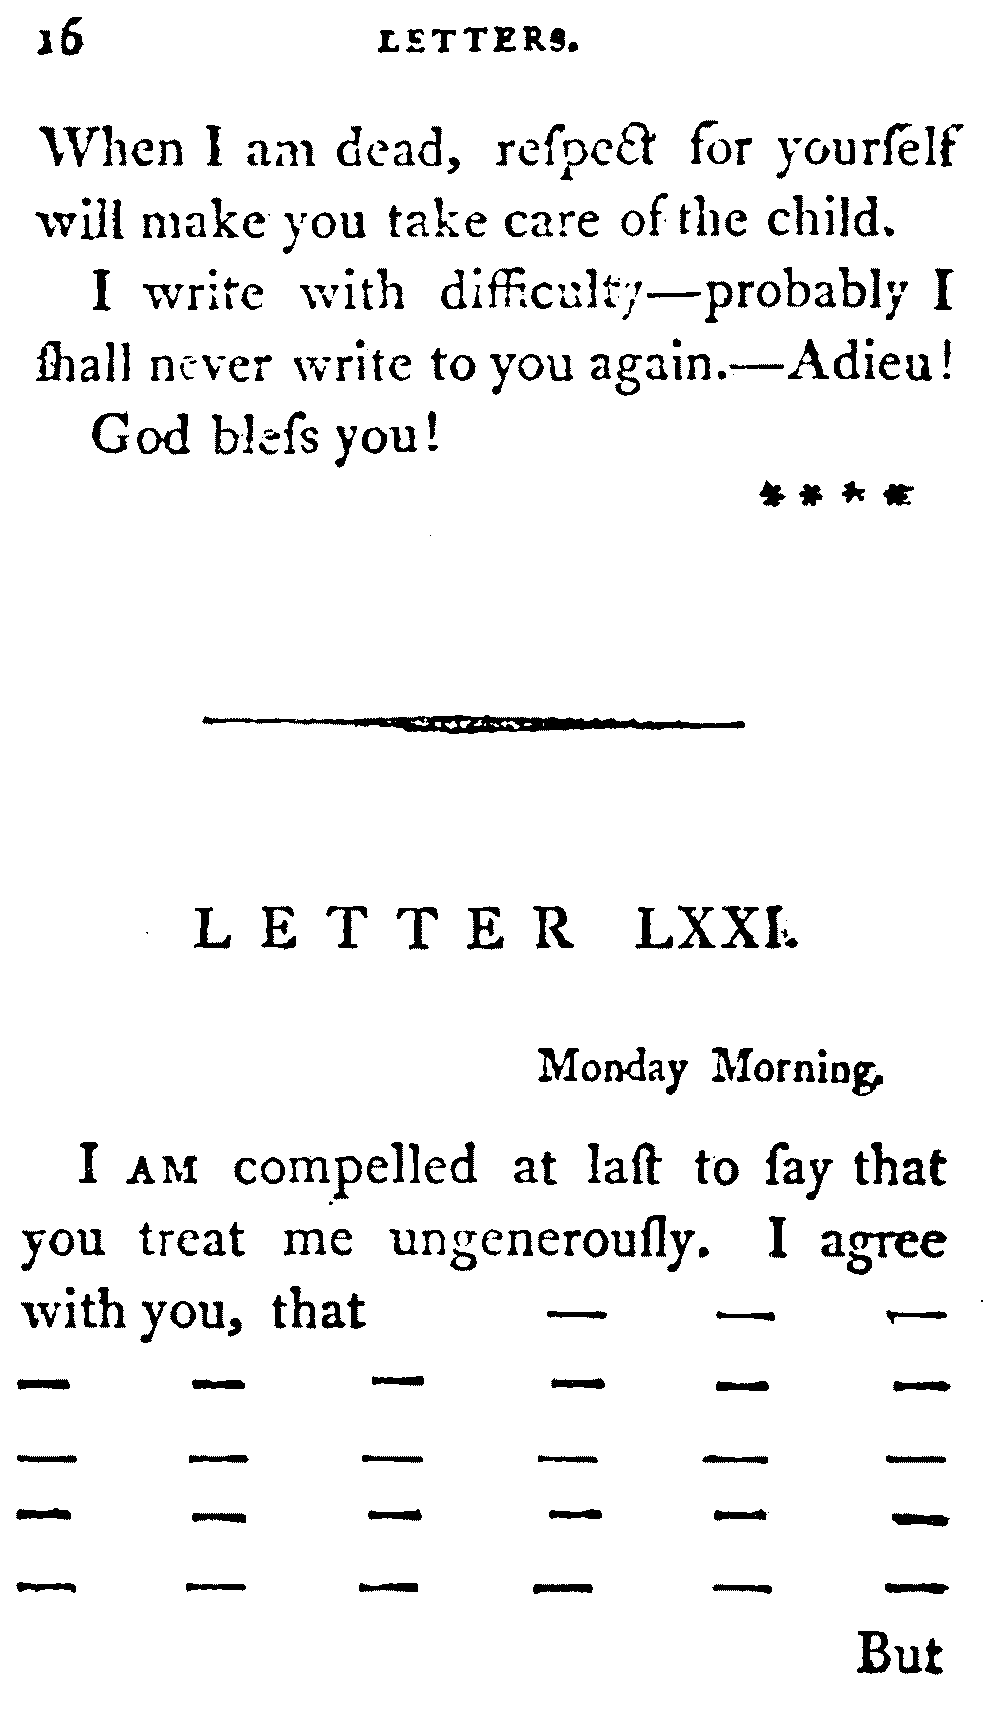 16 LETTERS.
When I am dead, reſpect for yourſelf
will make you take care of the child.
I write with difficulty—probably I
ſhall never write to you again.—Adieu!
God bleſs you!
* * * *
LETTER LXXI.
Monday Morning.
I AM compelled at laſt to ſay that
you treat me ungenerouſly. I agree
with you, that — — —
— — — — — —
— — — — — —
— — — — — —
— — — — — —
But